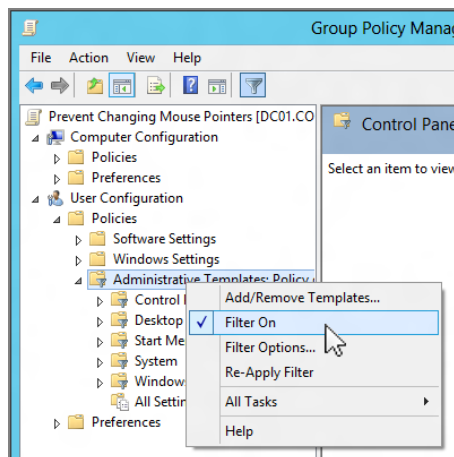 Group Policy Manag
File Action View Help
Prevent Changing Mouse Pointers [DC01.CO
Control Pane
Computer Configuration
Policies
Select an item to view
Preferences
User Configuration
Policies
Software Settings
Windows Settings
Administrative Templates: Policy
Add/Remove Templates...
Control
Filter On
Desktop
Filter Options...
Start Me
Re-Apply Filter
System
Window
All Tasks
All Settin
Preferences
Help